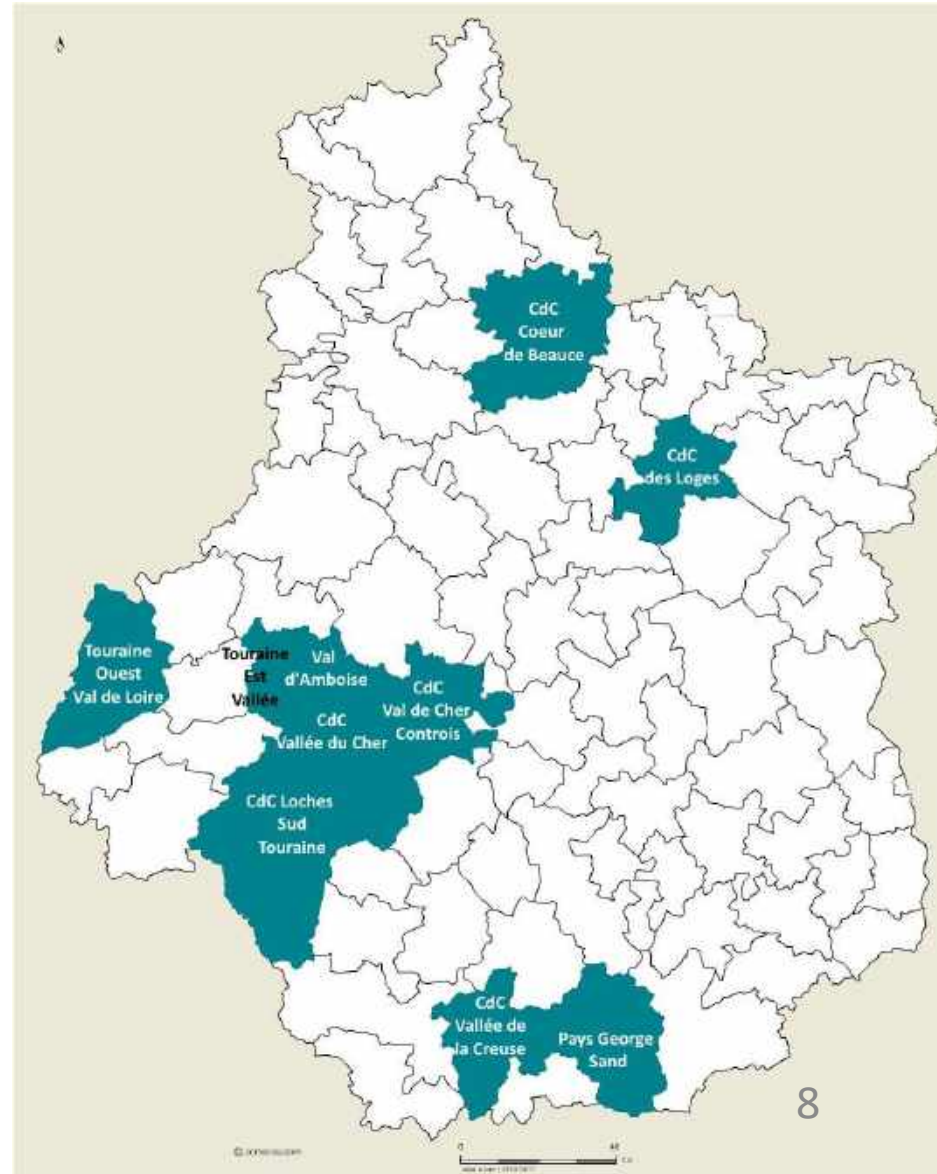 CdC
Coeur
de Beauce
CdC
des Loges
Touraine
Ouest
Val de Loire
Touraine
Est
Vallée
Val
d'Amboise
CdC
Val de Cher
Controis
CdC
Vallée du Cher
CdC Loches
Sud
Touraine
CdC
Vallée de
la Creuse
Pays George
Sand
8
0